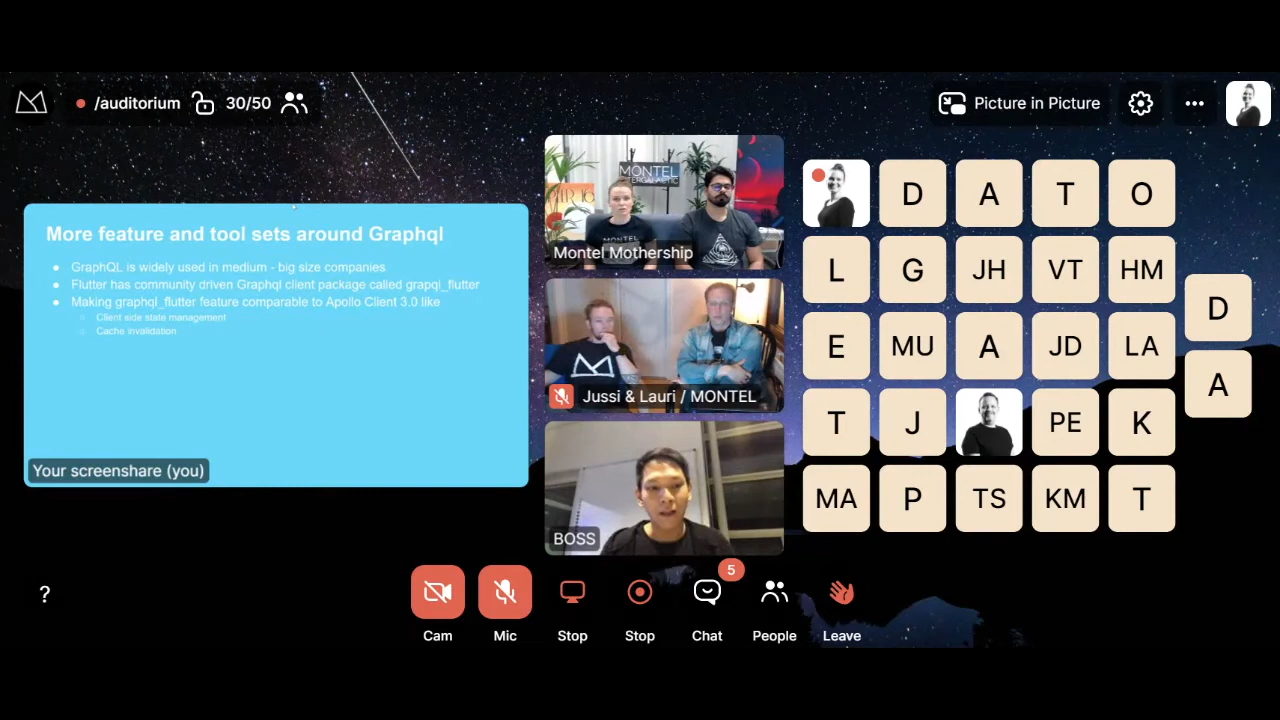 /auditorium 30/50
Picture in Picture
More feature and tool sets around Graphql
● GraphQL is widely used in medium - big size companies
● Flutter has community driven Graphql client package called grapql_flutter
● Making graphql_flutter feature comparable to Apollo Client 3.0 like
○ Client side state management
○ Cache invalidation
Your screenshare (you)
MONTEL
INTERGALACTIC
MONTEL
Montel Mothership
Jussi & Lauri / MONTEL
BOSS
D A T O
L G JH VT HM
E MU A JD LA
T J PE K
MA P TS KM T
D
A
?
5
Cam Mic Stop Stop Chat People Leave